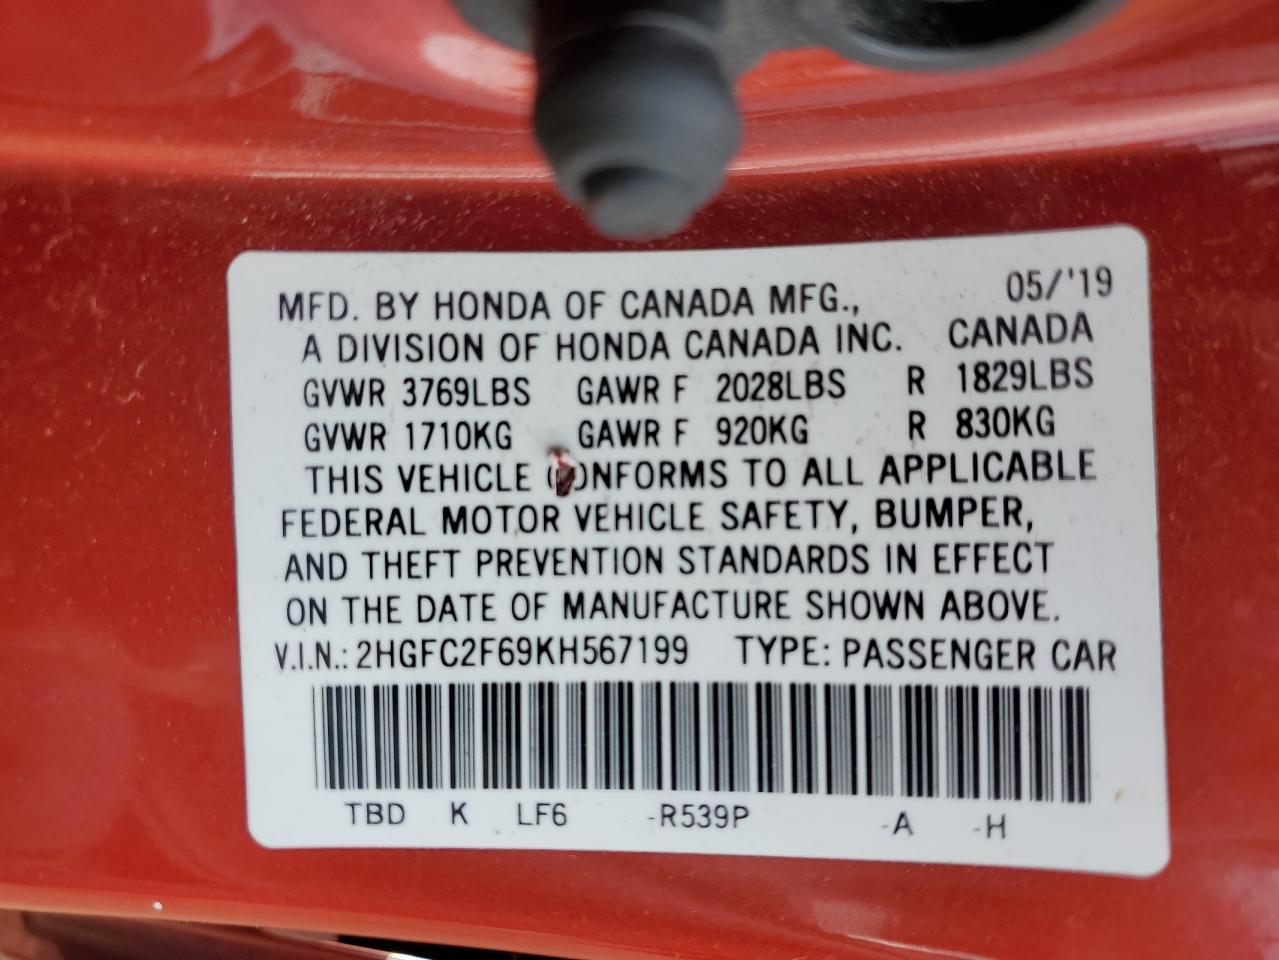 MFD. BY HONDA OF CANADA MFG., 05/'19
A DIVISION OF HONDA CANADA INC. CANADA
GVWR 3769LBS GAWR F 2028LBS R 1829LBS
GVWR 1710KG GAWR F 920KG R 830KG
THIS VEHICLE CONFORMS TO ALL APPLICABLE
FEDERAL MOTOR VEHICLE SAFETY, BUMPER,
AND THEFT PREVENTION STANDARDS IN EFFECT
ON THE DATE OF MANUFACTURE SHOWN ABOVE.
V.I.N.: 2HGFC2F69KH567199 TYPE: PASSENGER CAR
TBD K LF6 -R539P -A -H